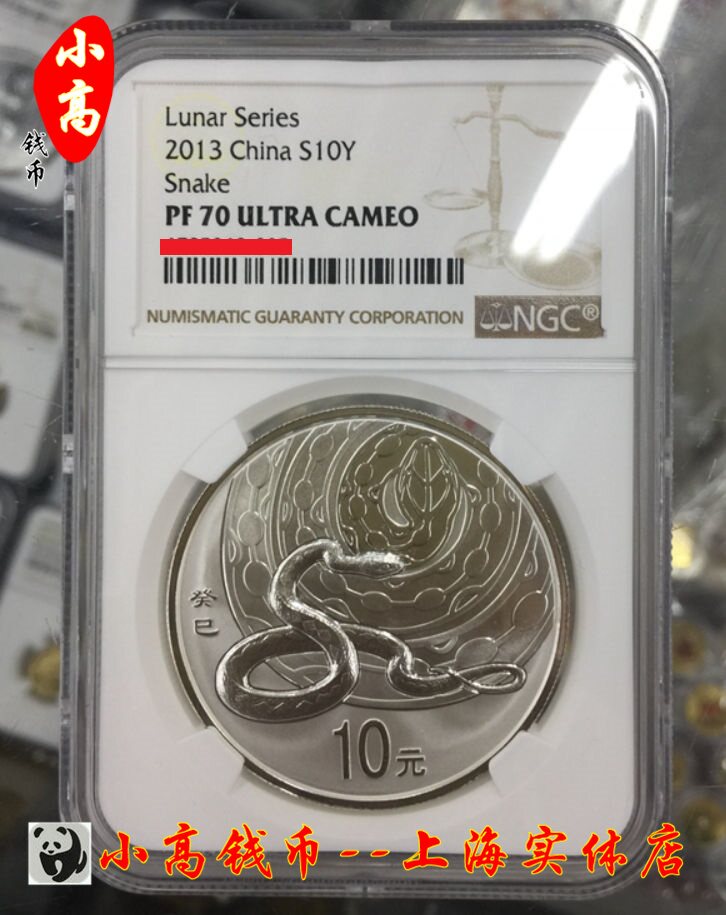 小高
钱币
Lunar Series
2013 China S10Y
Snake
PF 70 ULTRA CAMEO
NUMISMATIC GUARANTY CORPORATION
NGC®
癸巳
10元
小高钱币--上海实体店